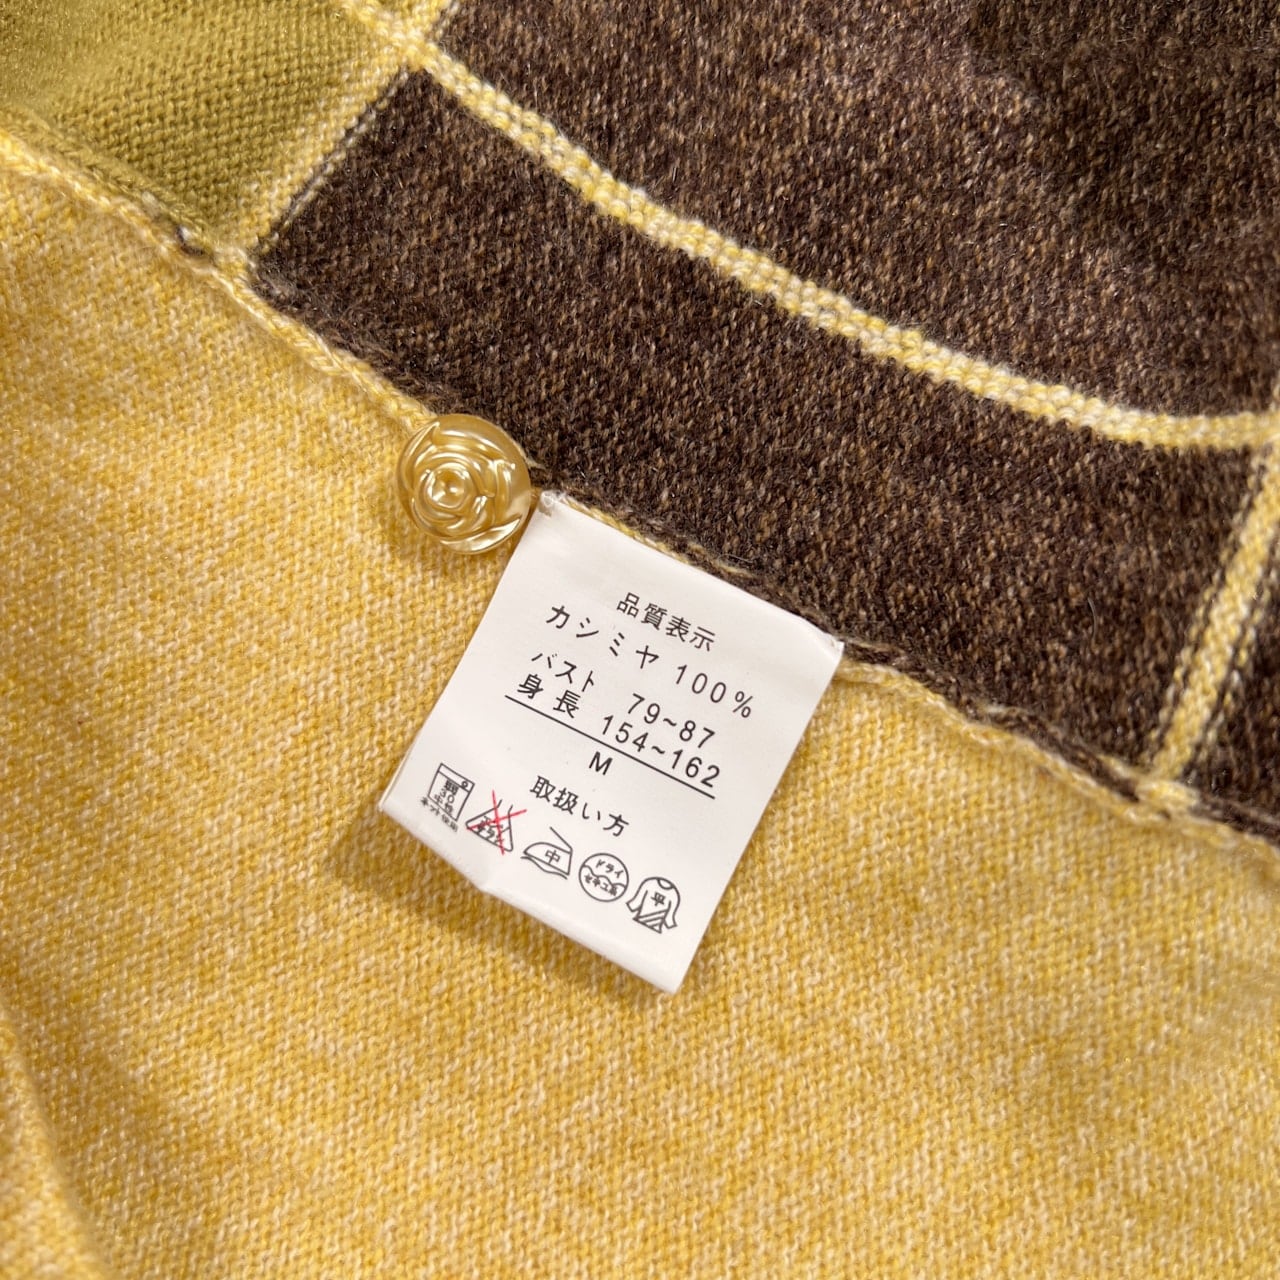 品質表示
カシミヤ 100%
バスト 79~87
身長 154~162
M
取扱い方
中
ドライ
平